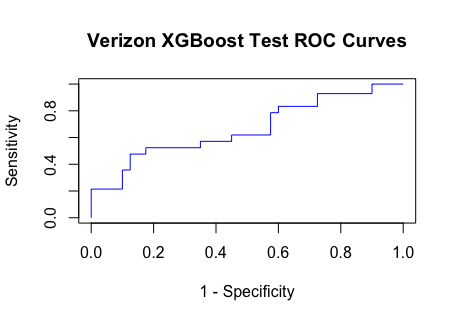 Verizon XGBoost Test ROC Curves
Sensitivity
0.8
0.4
0.0
0.0 0.2 0.4 0.6 0.8 1.0
1 - Specificity